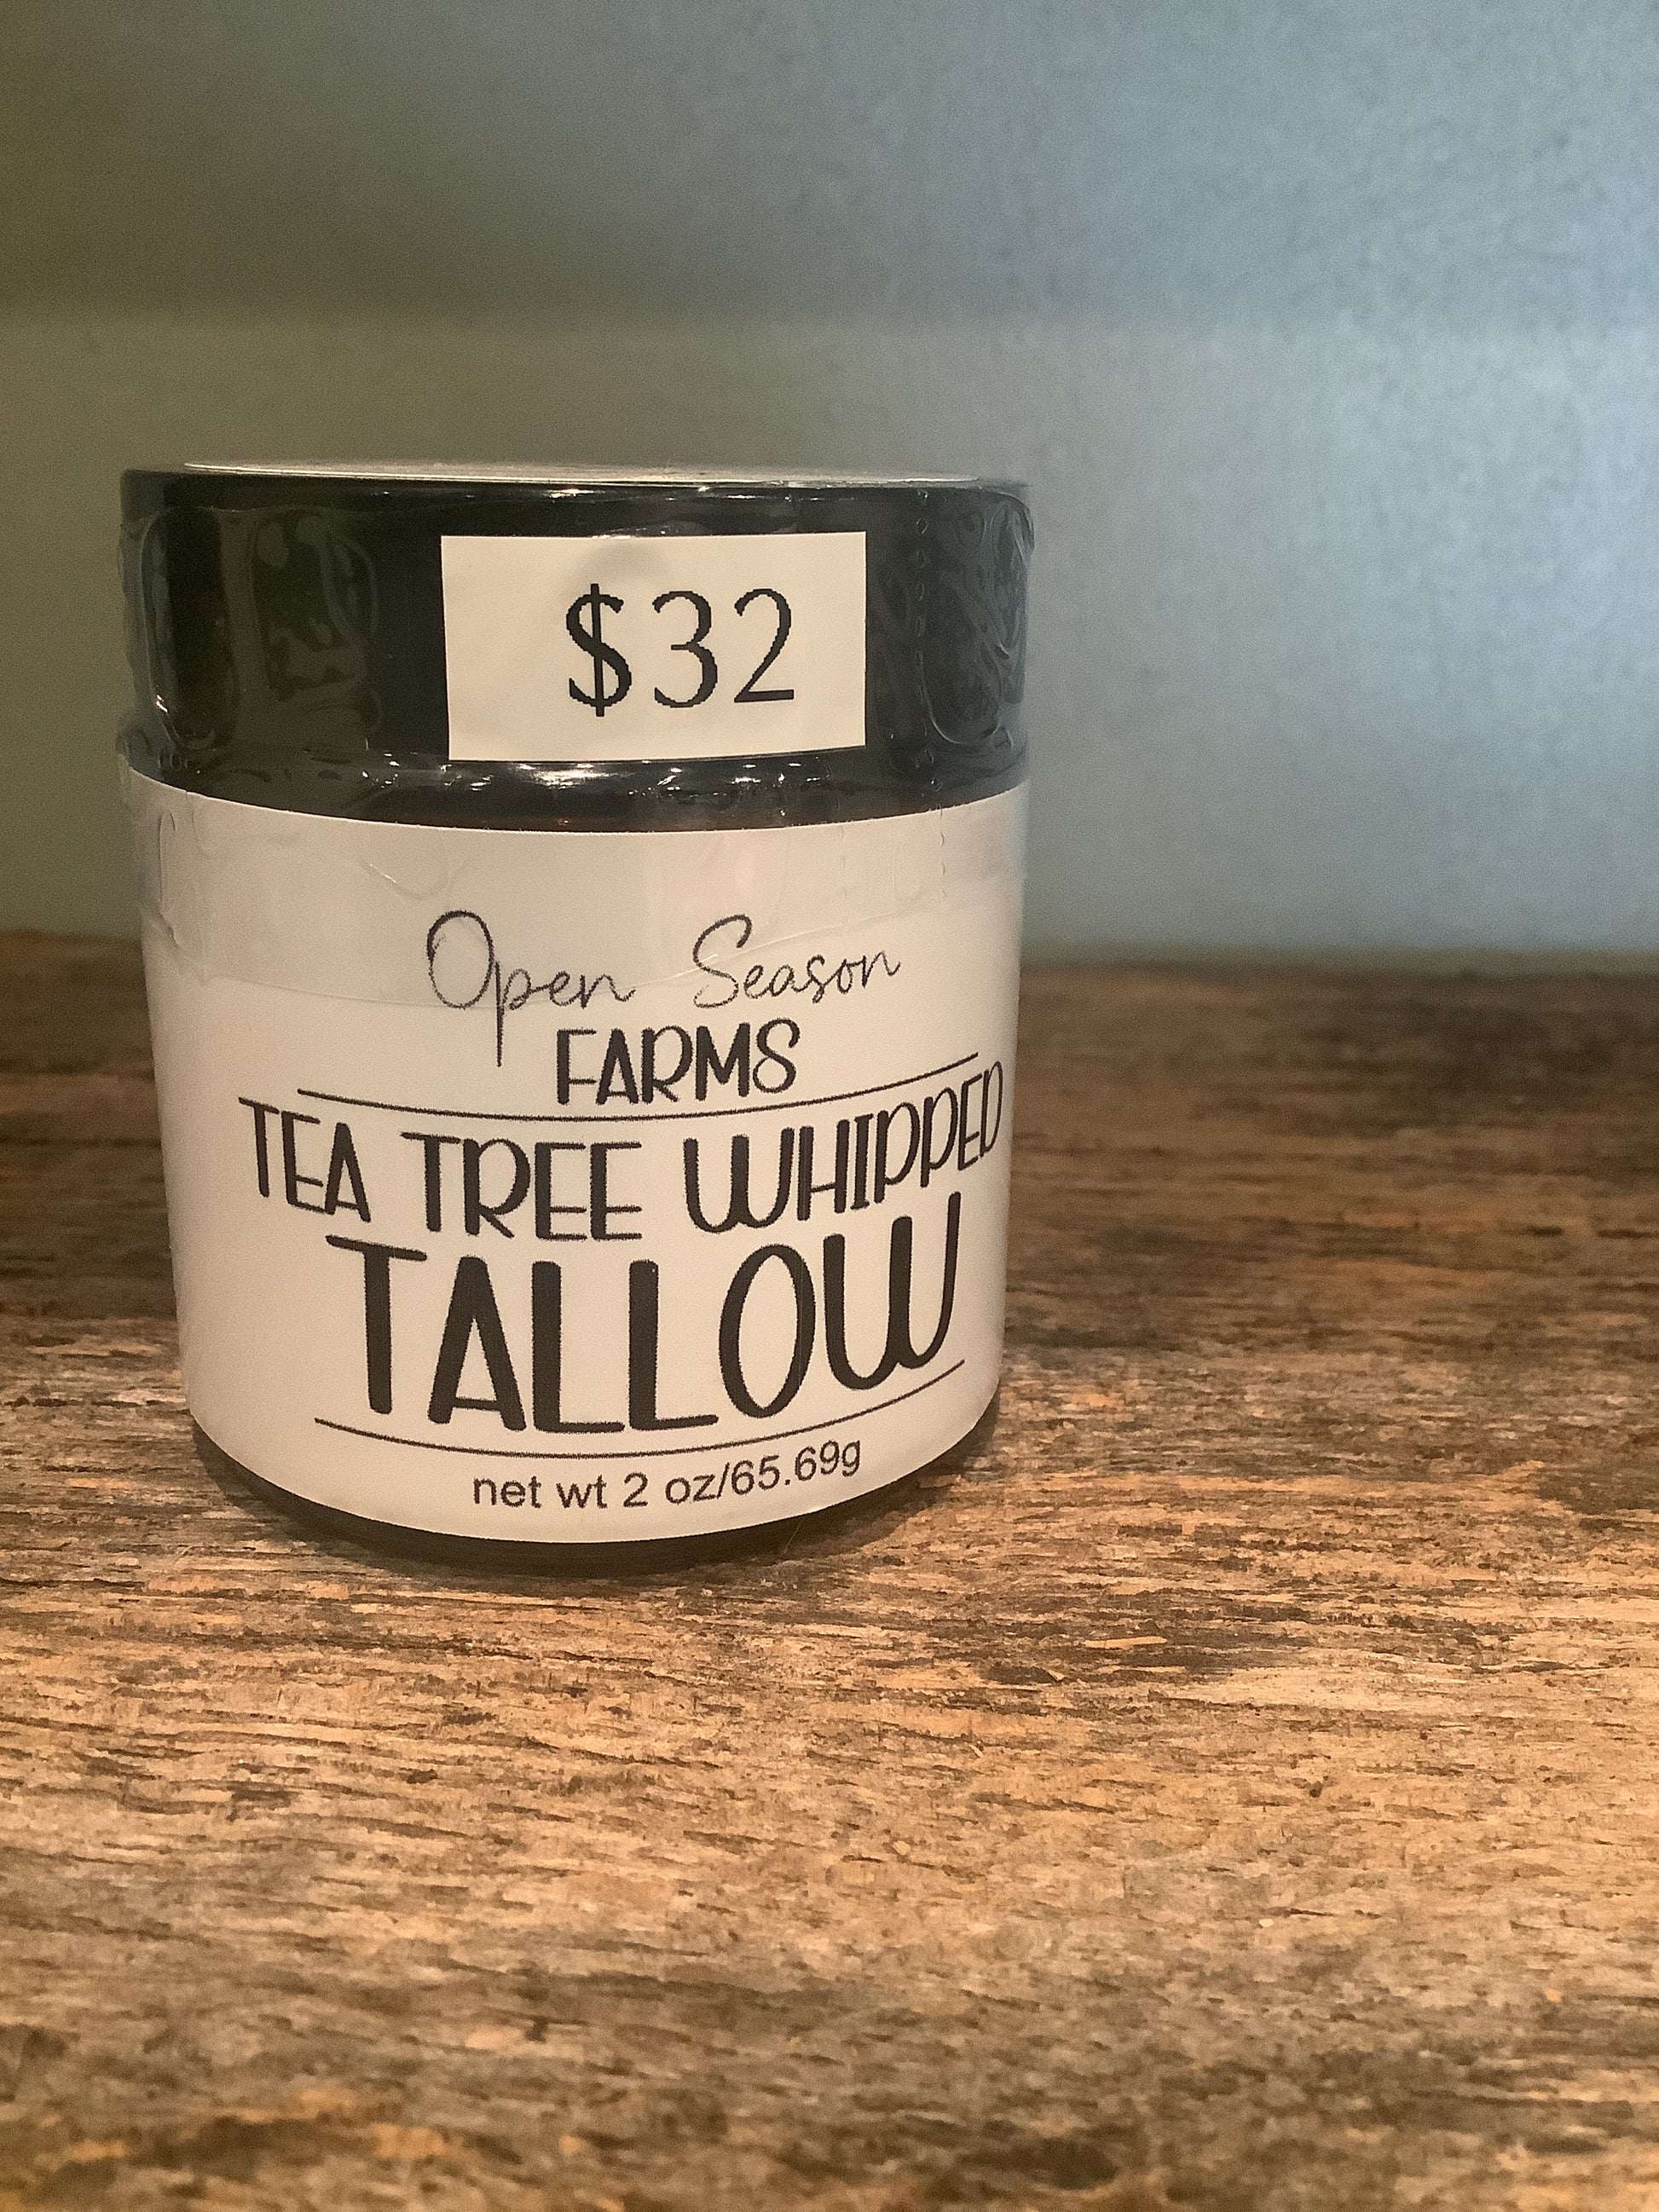 $32
Open Season
FARMS
TEA TREE WHIPPED
TALLOW
net wt 2 oz/65.69g